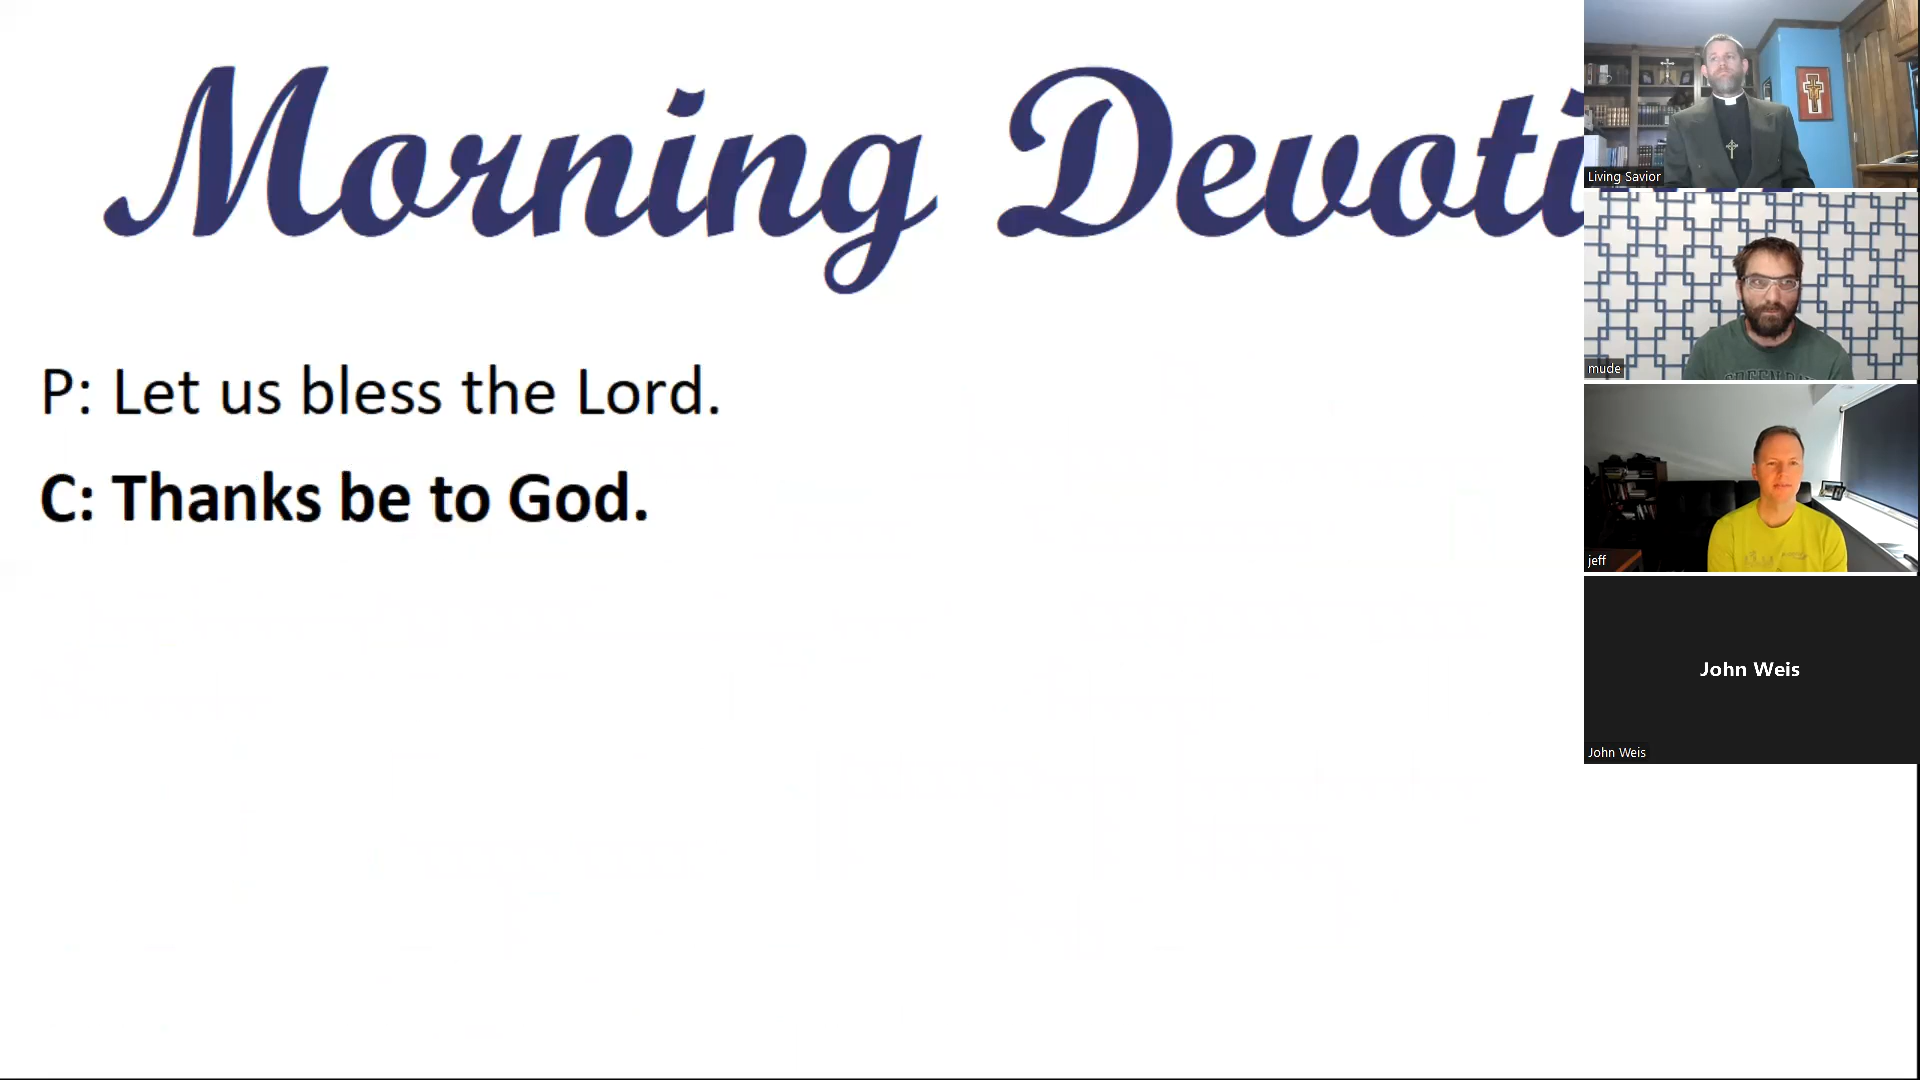 Morning Devoti
P: Let us bless the Lord.
C: Thanks be to God.
Living Savior
mude
jeff
John Weis
John Weis